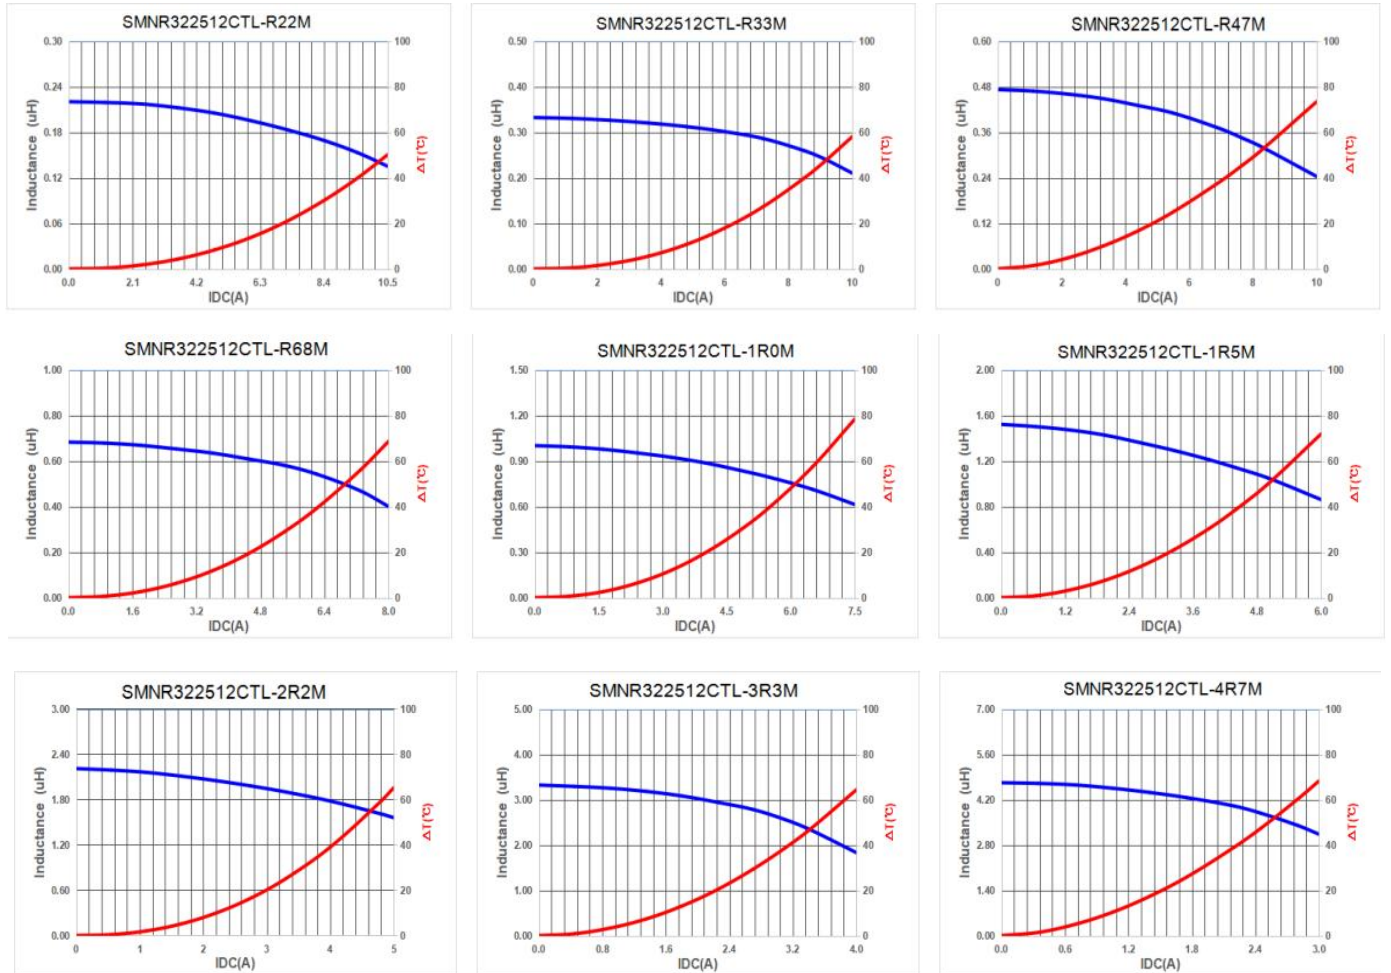 SMNR322512CTL-R22M
0.30 100
0.24 80
0.18 60
0.12 40
0.06 20
0.00 0
0.0 2.1 4.2 6.3 8.4 10.5
IDC(A)
Inductance (uH)
ΔT(℃)
SMNR322512CTL-R33M
0.50 100
0.40 80
0.30 60
0.20 40
0.10 20
0.00 0
0 2 4 6 8 10
IDC(A)
Inductance (uH)
ΔT(℃)
SMNR322512CTL-R47M
0.60 100
0.48 80
0.36 60
0.24 40
0.12 20
0.00 0
0 2 4 6 8 10
IDC(A)
Inductance (uH)
ΔT(℃)
SMNR322512CTL-R68M
1.00 100
0.80 80
0.60 60
0.40 40
0.20 20
0.00 0
0.0 1.6 3.2 4.8 6.4 8.0
IDC(A)
Inductance (uH)
ΔT(℃)
SMNR322512CTL-1R0M
1.50 100
1.20 80
0.90 60
0.60 40
0.30 20
0.00 0
0.0 1.5 3.0 4.5 6.0 7.5
IDC(A)
Inductance (uH)
ΔT(℃)
SMNR322512CTL-1R5M
2.00 100
1.60 80
1.20 60
0.80 40
0.40 20
0.00 0
0.0 1.2 2.4 3.6 4.8 6.0
IDC(A)
Inductance (uH)
ΔT(℃)
SMNR322512CTL-2R2M
3.00 100
2.40 80
1.80 60
1.20 40
0.60 20
0.00 0
0 1 2 3 4 5
IDC(A)
Inductance (uH)
ΔT(℃)
SMNR322512CTL-3R3M
5.00 100
4.00 80
3.00 60
2.00 40
1.00 20
0.00 0
0.0 0.8 1.6 2.4 3.2 4.0
IDC(A)
Inductance (uH)
ΔT(℃)
SMNR322512CTL-4R7M
7.00 100
5.60 80
4.20 60
2.80 40
1.40 20
0.00 0
0.0 0.6 1.2 1.8 2.4 3.0
IDC(A)
Inductance (uH)
ΔT(℃)